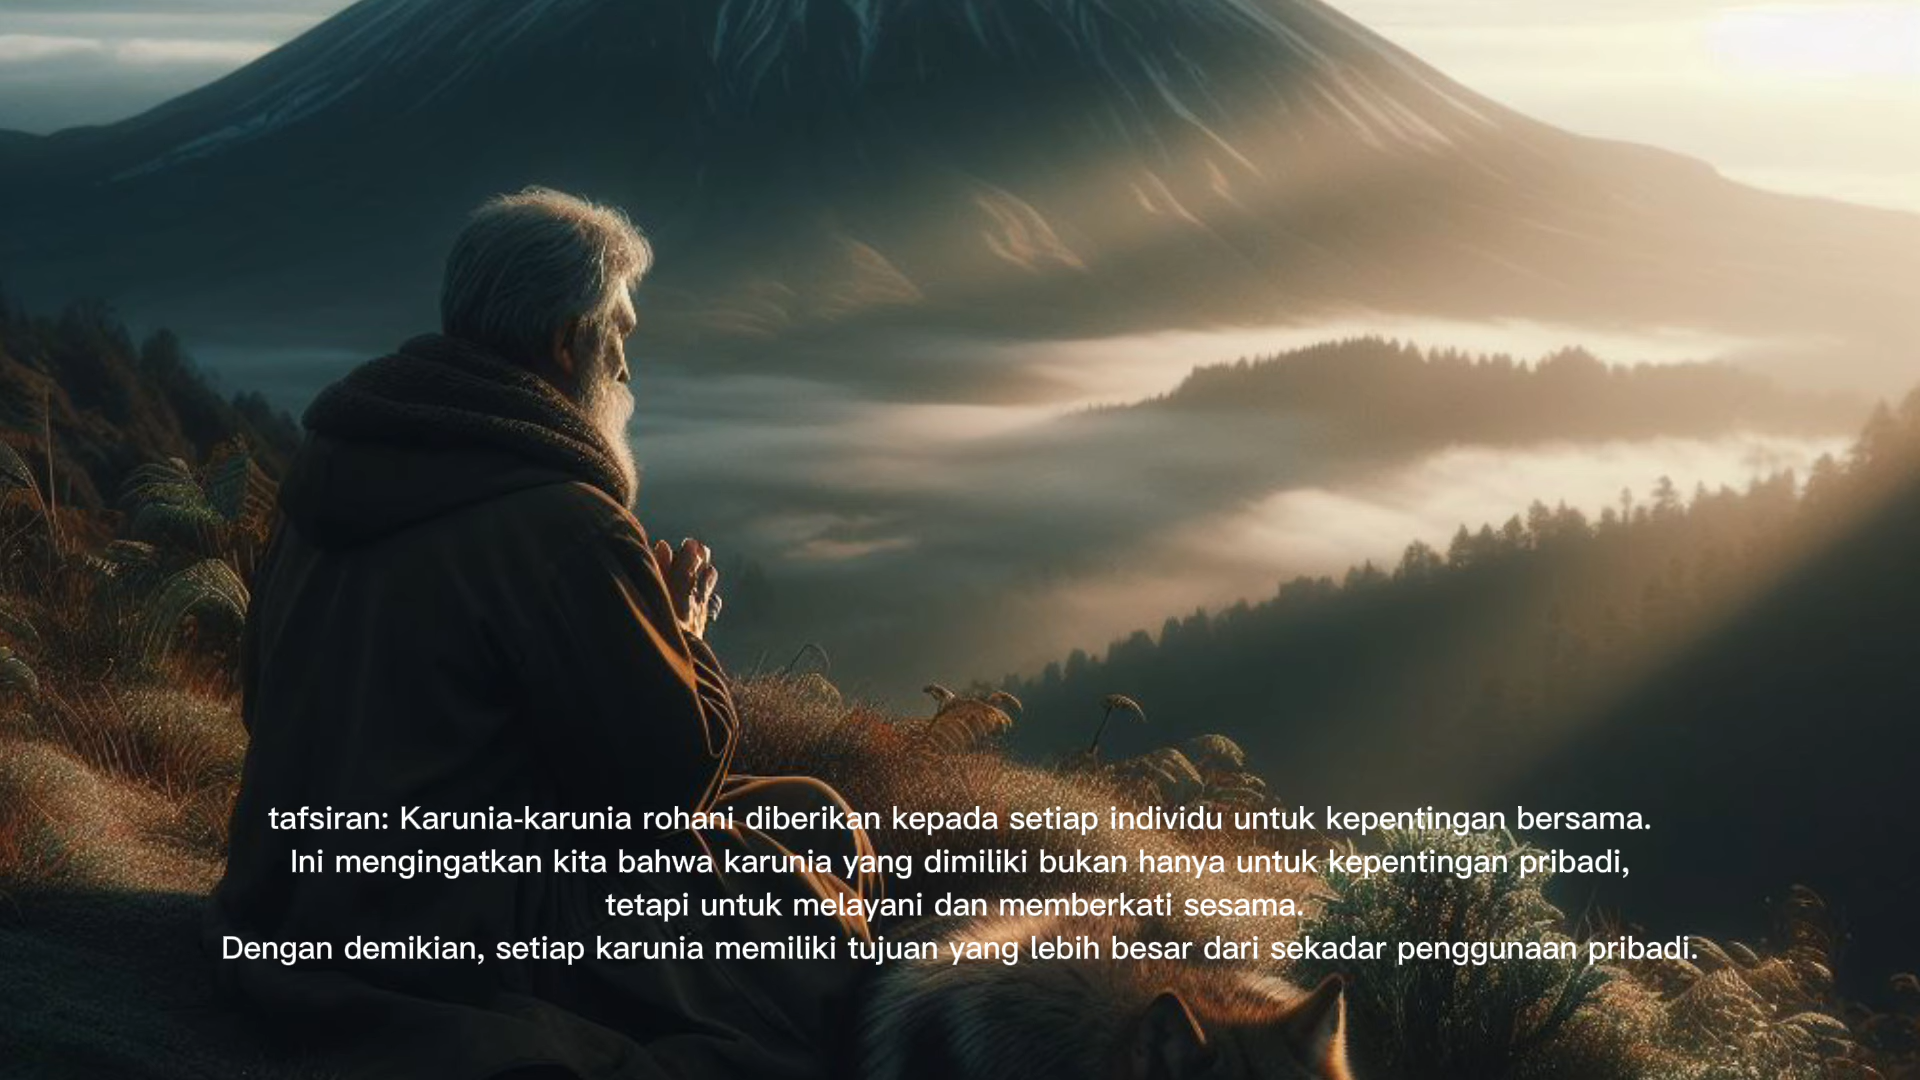 tafsiran: Karunia-karunia rohani diberikan kepada setiap individu untuk kepentingan bersama.
Ini mengingatkan kita bahwa karunia yang dimiliki bukan hanya untuk kepentingan pribadi,
tetapi untuk melayani dan memberkati sesama.
Dengan demikian, setiap karunia memiliki tujuan yang lebih besar dari sekadar penggunaan pribadi.